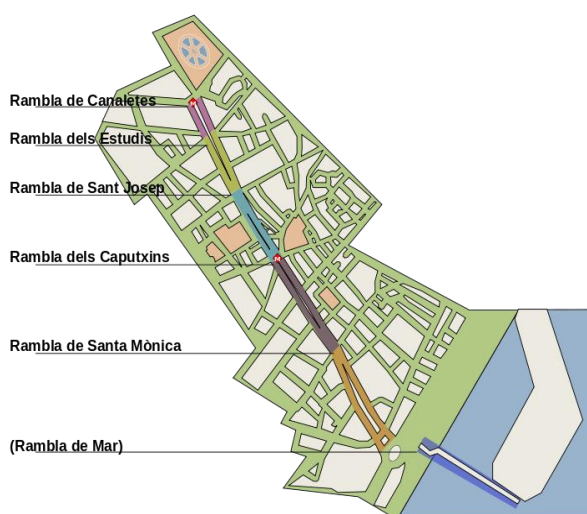 Rambla de Canaletes
M
Rambla dels Estudis
Rambla de Sant Josep
Rambla dels Caputxins
M
Rambla de Santa Mònica
(Rambla de Mar)